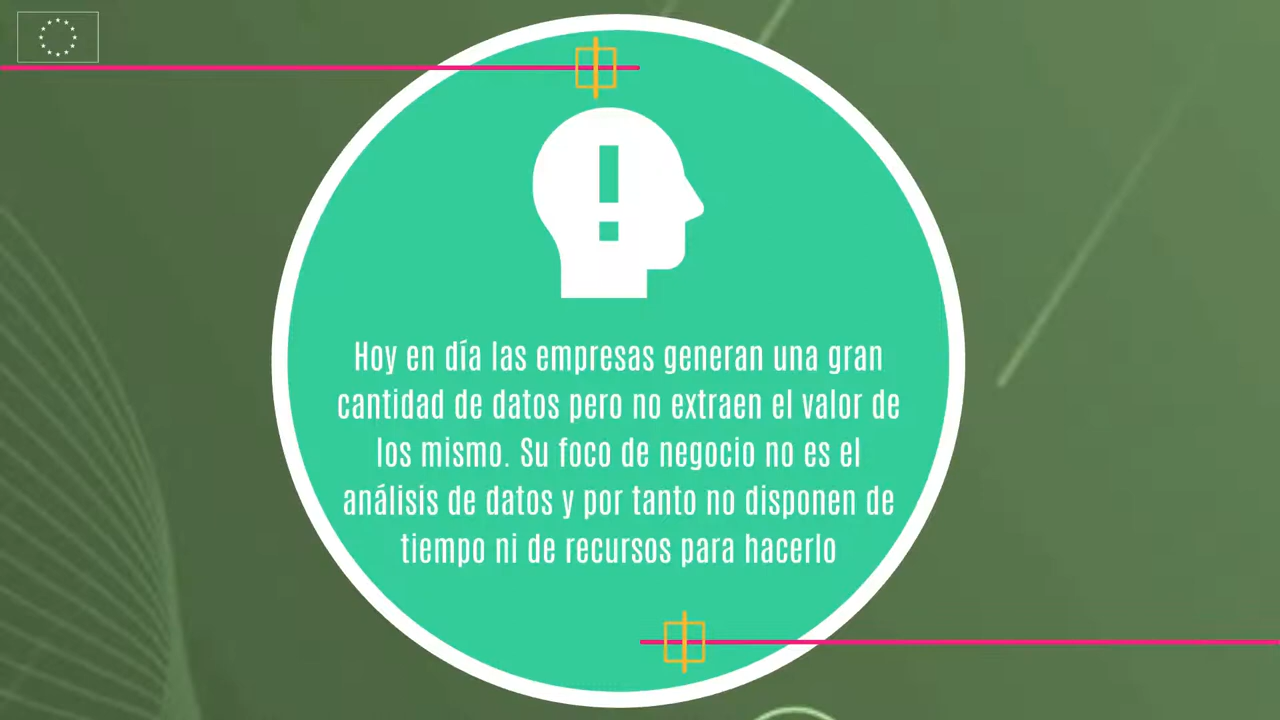 Hoy en día las empresas generan una gran
cantidad de datos pero no extraen el valor de
los mismo. Su foco de negocio no es el
análisis de datos y por tanto no disponen de
tiempo ni de recursos para hacerlo